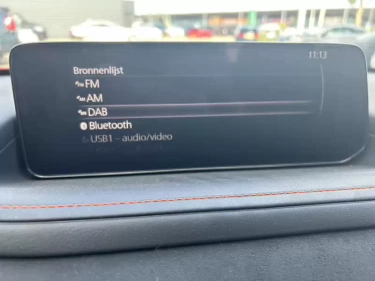 11:13
Bronnenlijst
FM
AM
DAB
Bluetooth
USB1 - audio/video